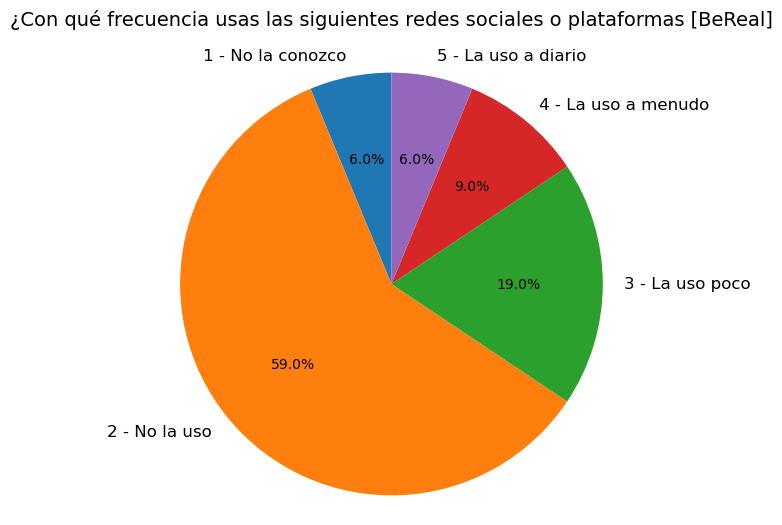 ¿Con qué frecuencia usas las siguientes redes sociales o plataformas [BeReal]
1 - No la conozco
5 - La uso a diario
4 - La uso a menudo
6.0%
6.0%
9.0%
19.0%
3 - La uso poco
59.0%
2 - No la uso